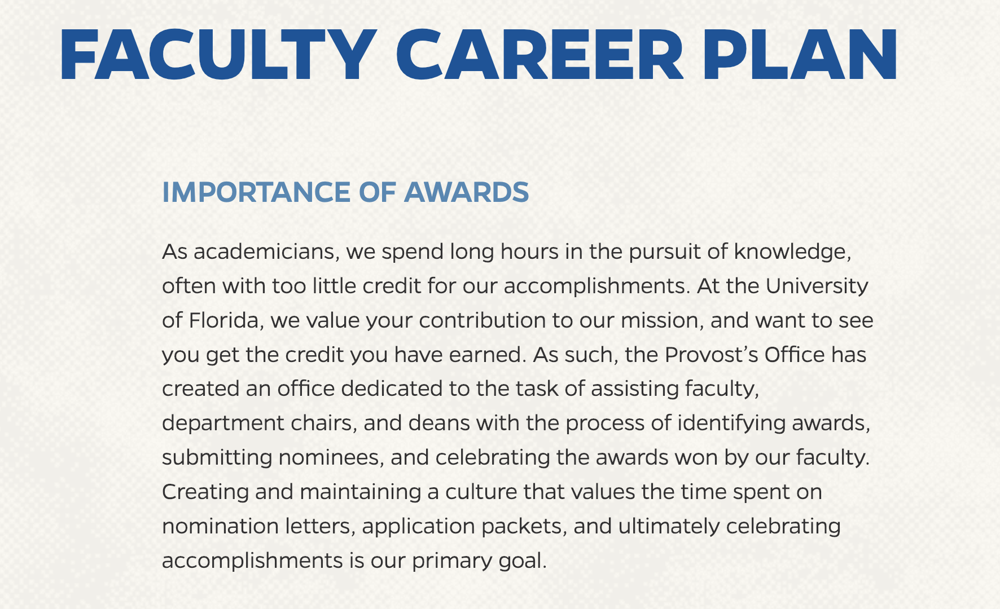 FACULTY CAREER PLAN
IMPORTANCE OF AWARDS
As academicians, we spend long hours in the pursuit of knowledge,
often with too little credit for our accomplishments. At the University
of Florida, we value your contribution to our mission, and want to see
you get the credit you have earned. As such, the Provost’s Office has
created an office dedicated to the task of assisting faculty,
department chairs, and deans with the process of identifying awards,
submitting nominees, and celebrating the awards won by our faculty.
Creating and maintaining a culture that values the time spent on
nomination letters, application packets, and ultimately celebrating
accomplishments is our primary goal.